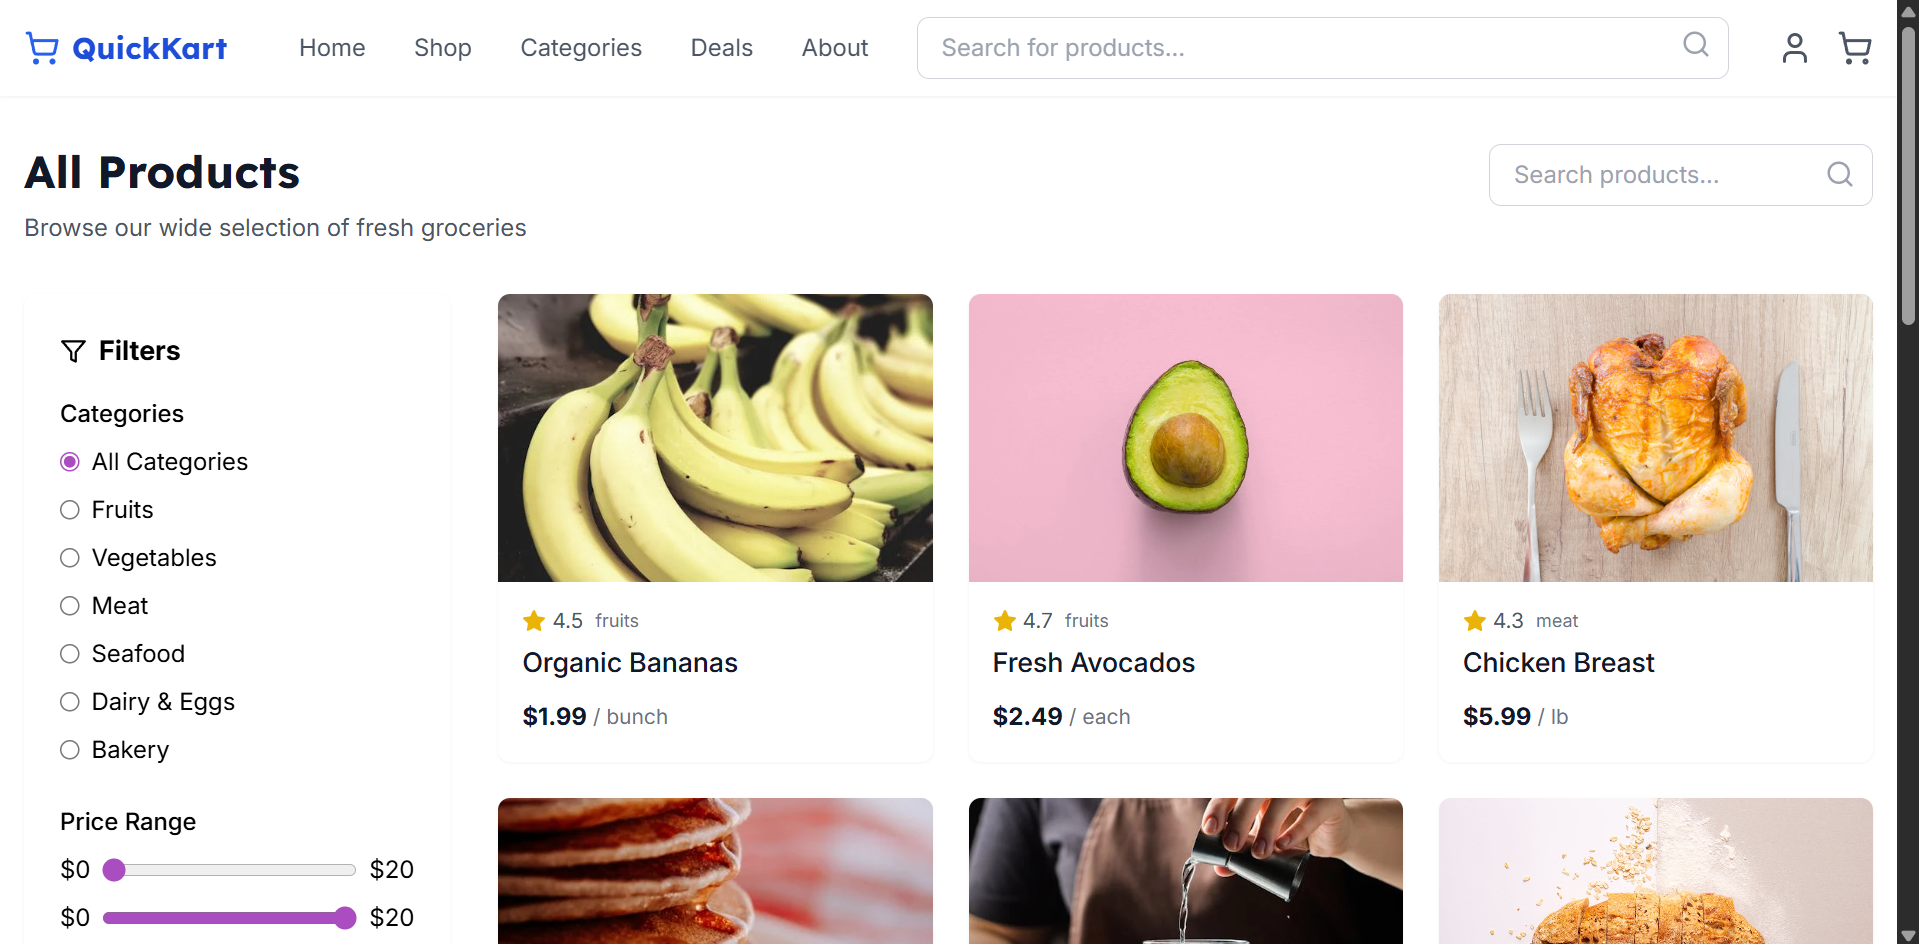 QuickKart
Home
Shop
Categories
Deals
About
Search for products...
All Products
Browse our wide selection of fresh groceries
Search products...
Filters
Categories
All Categories
Fruits
Vegetables
Meat
Seafood
Dairy & Eggs
Bakery
Price Range
$0 $20
$0 $20
4.5 fruits
Organic Bananas
$1.99 / bunch
4.7 fruits
Fresh Avocados
$2.49 / each
4.3 meat
Chicken Breast
$5.99 / lb